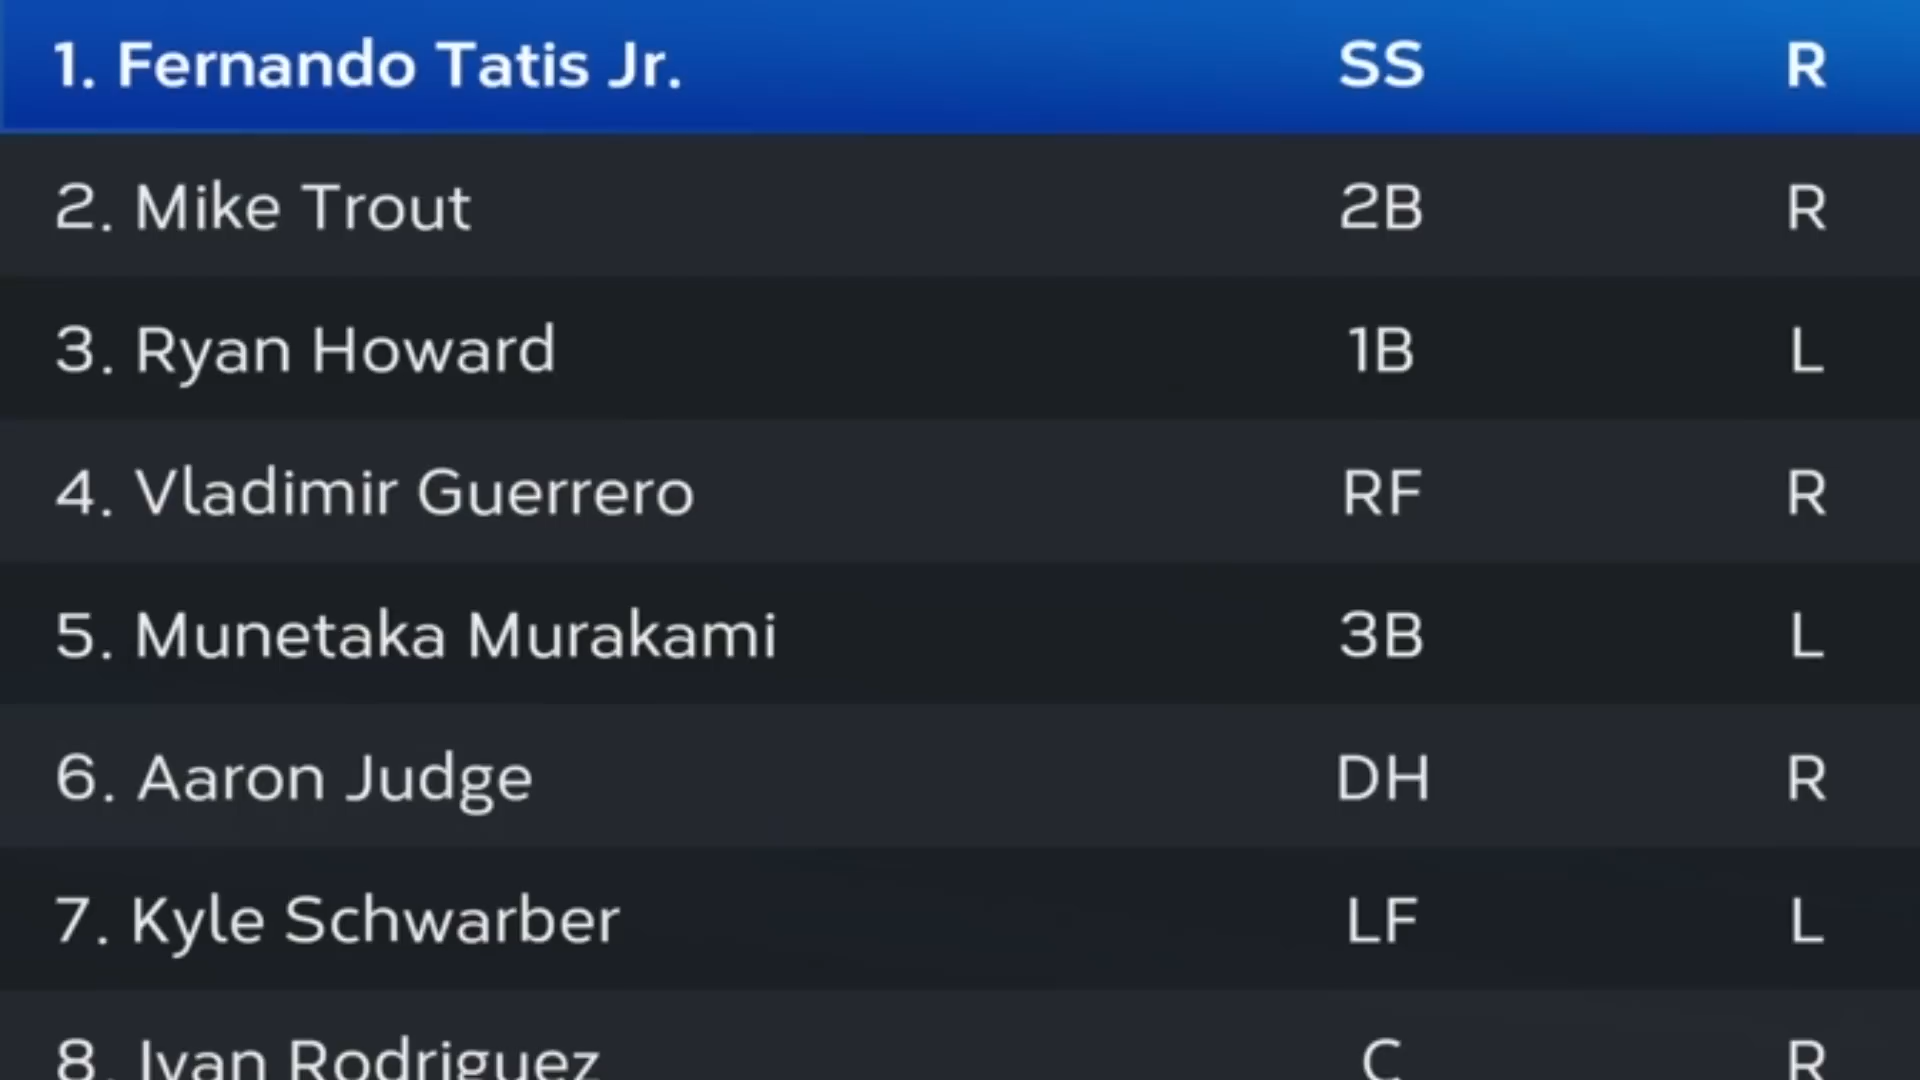 1. Fernando Tatis Jr. SS R
2. Mike Trout 2B R
3. Ryan Howard 1B L
4. Vladimir Guerrero RF R
5. Munetaka Murakami 3B L
6. Aaron Judge DH R
7. Kyle Schwarber LF L
8. Ivan Rodriguez C R